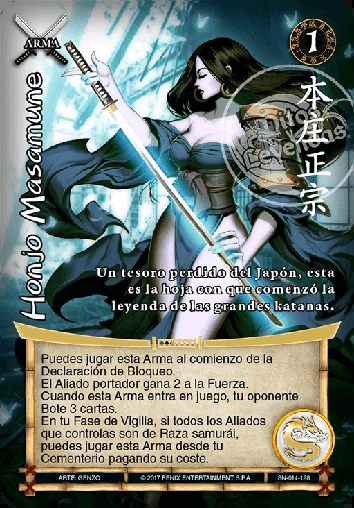 ARMA
1
Honjo Masamune
本庄正宗
Mitos y
Leyendas
Un tesoro perdido del Japón, esta
es la hoja con que comenzó la
leyenda de las grandes katanas.
Puedes jugar esta Arma al comienzo de la
Declaración de Bloqueo.
El Aliado portador gana 2 a la Fuerza.
Cuando esta Arma entra en juego, tu oponente
Bote 3 cartas.
En tu Fase de Vigilia, si todos los Aliados
que controlas son de Raza samurái,
puedes jugar esta Arma desde tu
Cementerio pagando su coste.
ARTE: GENZO
© 2017 FENIX ENTERTAINMENT S.P.A.